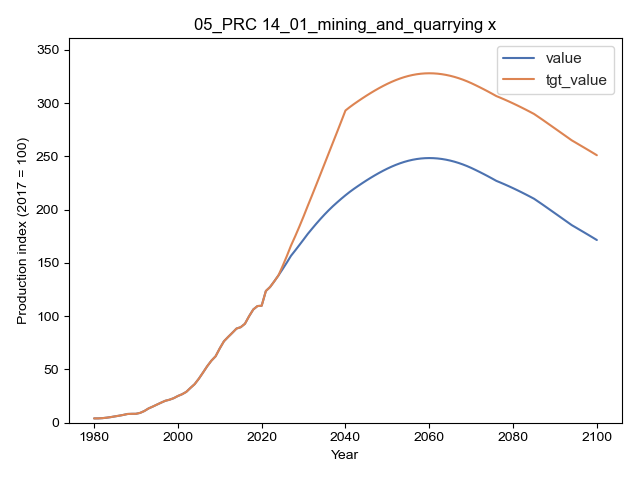 05_PRC 14_01_mining_and_quarrying x
Production index (2017 = 100)
350
300
250
200
150
100
50
0
value
tgt_value
1980 2000 2020 2040 2060 2080 2100
Year